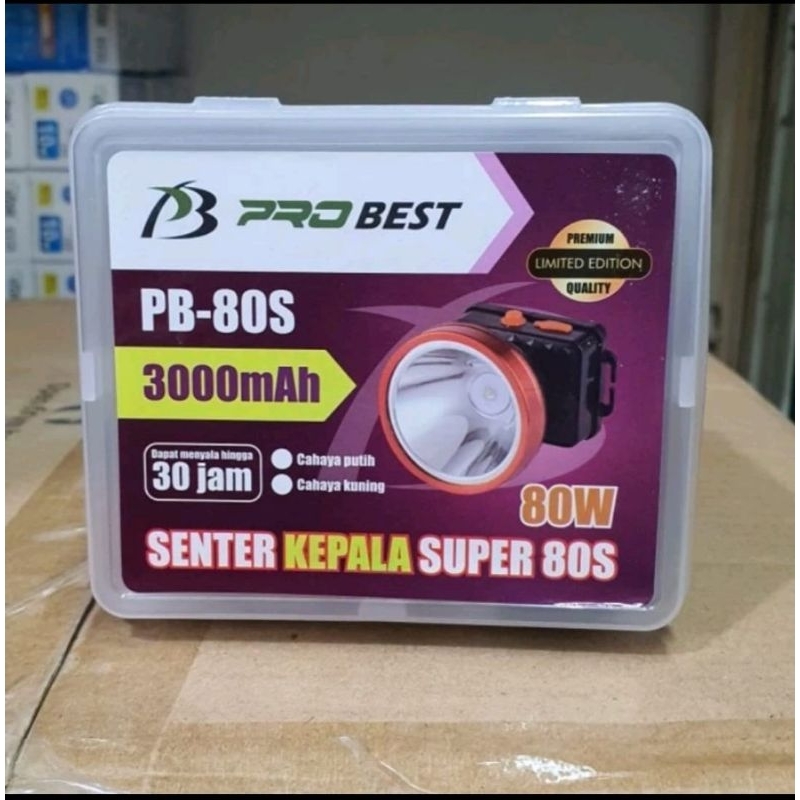 PB PRO BEST
PREMIUM
LIMITED EDITION
QUALITY
PB-80S
3000mAh
Dapat menyala hingga
30 jam
Cahaya putih
Cahaya kuning
80W
SENTER KEPALA SUPER 80S